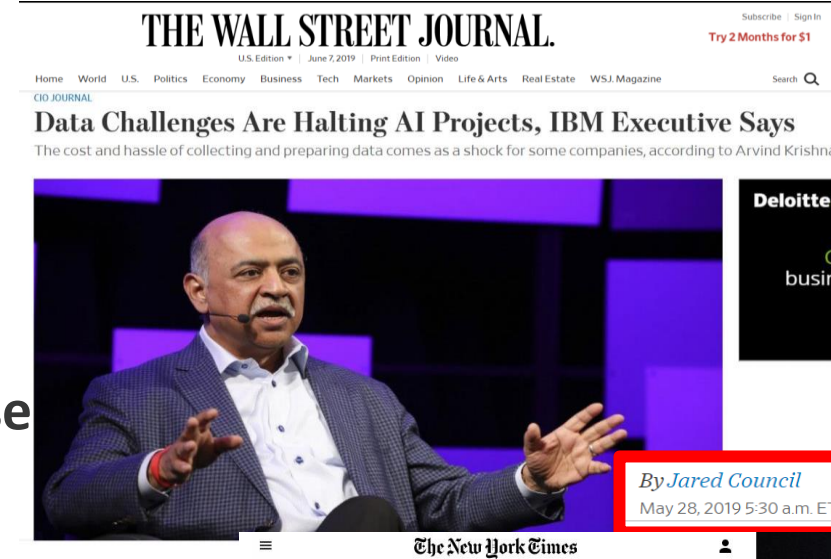 THE WALL STREET JOURNAL.
Subscribe | Sign In
Try 2 Months for $1
U.S. Edition ▾ | June 7, 2019 | Print Edition | Video
Home World U.S. Politics Economy Business Tech Markets Opinion Life & Arts Real Estate WSJ. Magazine Search
CIO JOURNAL
Data Challenges Are Halting AI Projects, IBM Executive Says
The cost and hassle of collecting and preparing data comes as a shock for some companies, according to Arvind Krishna
Deloitte
busin
se
By Jared Council
May 28, 2019 5:30 a.m. ET
The New York Times